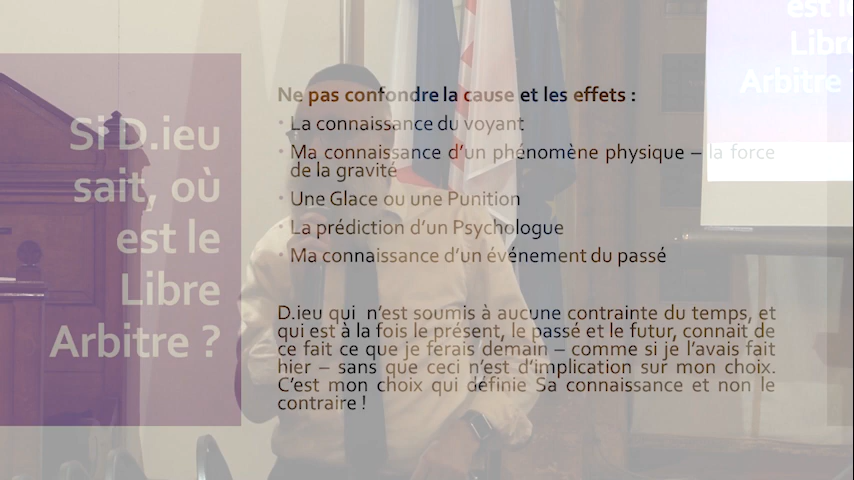 Si D.ieu
sait, où
est le
Libre
Arbitre ?
Ne pas confondre la cause et les effets :
• La connaissance du voyant
• Ma connaissance d'un phénomène physique – la force
de la gravité
• Une Glace ou une Punition
• La prédiction d'un Psychologue
• Ma connaissance d'un événement du passé
D.ieu qui n'est soumis à aucune contrainte du temps, et
qui est à la fois le présent, le passé et le futur, connait de
ce fait ce que je ferais demain – comme si je l'avais fait
hier – sans que ceci n'est d'implication sur mon choix.
C'est mon choix qui définie Sa connaissance et non le
contraire !
est l
Libr
Arbitre ?